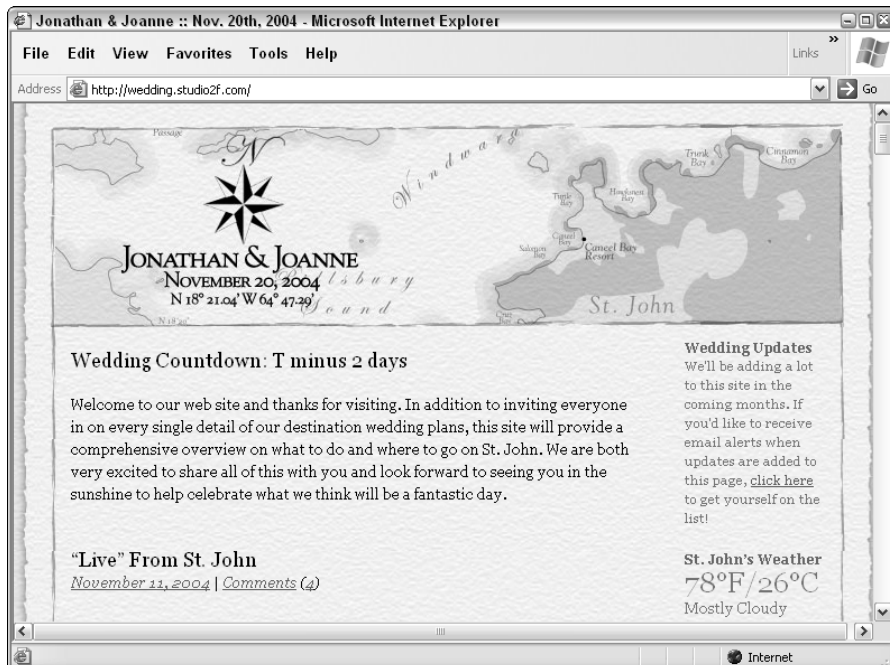 Jonathan & Joanne :: Nov. 20th, 2004 - Microsoft Internet Explorer
File Edit View Favorites Tools Help
Links »
Address http://wedding.studio2f.com/ Go
Passage
N
Windward
Trunk Bay
Cinnamon Bay
Hawksnest Bay
Turtle Bay
Caneel Bay
Salomon Bay
Caneel Bay Resort
Jonathan & Joanne
November 20, 2004
Pillsbury
N 18° 21.04' W 64° 47.29'
Sound
St. John
Cruz Bay
N 18°20'
Wedding Countdown: T minus 2 days
Welcome to our web site and thanks for visiting. In addition to inviting everyone
in on every single detail of our destination wedding plans, this site will provide a
comprehensive overview on what to do and where to go on St. John. We are both
very excited to share all of this with you and look forward to seeing you in the
sunshine to help celebrate what we think will be a fantastic day.
“Live” From St. John
November 11, 2004 | Comments (4)
Wedding Updates
We'll be adding a lot
to this site in the
coming months. If
you'd like to receive
email alerts when
updates are added to
this page, click here
to get yourself on the
list!
St. John's Weather
78°F/26°C
Mostly Cloudy
Internet